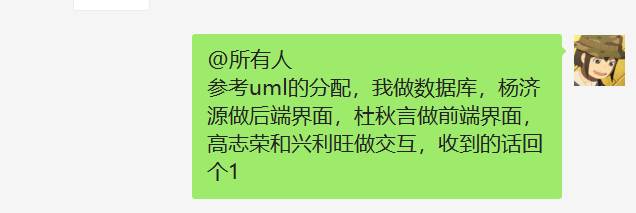 @所有人
参考uml的分配，我做数据库，杨济
源做后端界面，杜秋言做前端界面，
高志荣和兴利旺做交互，收到的话回
个1